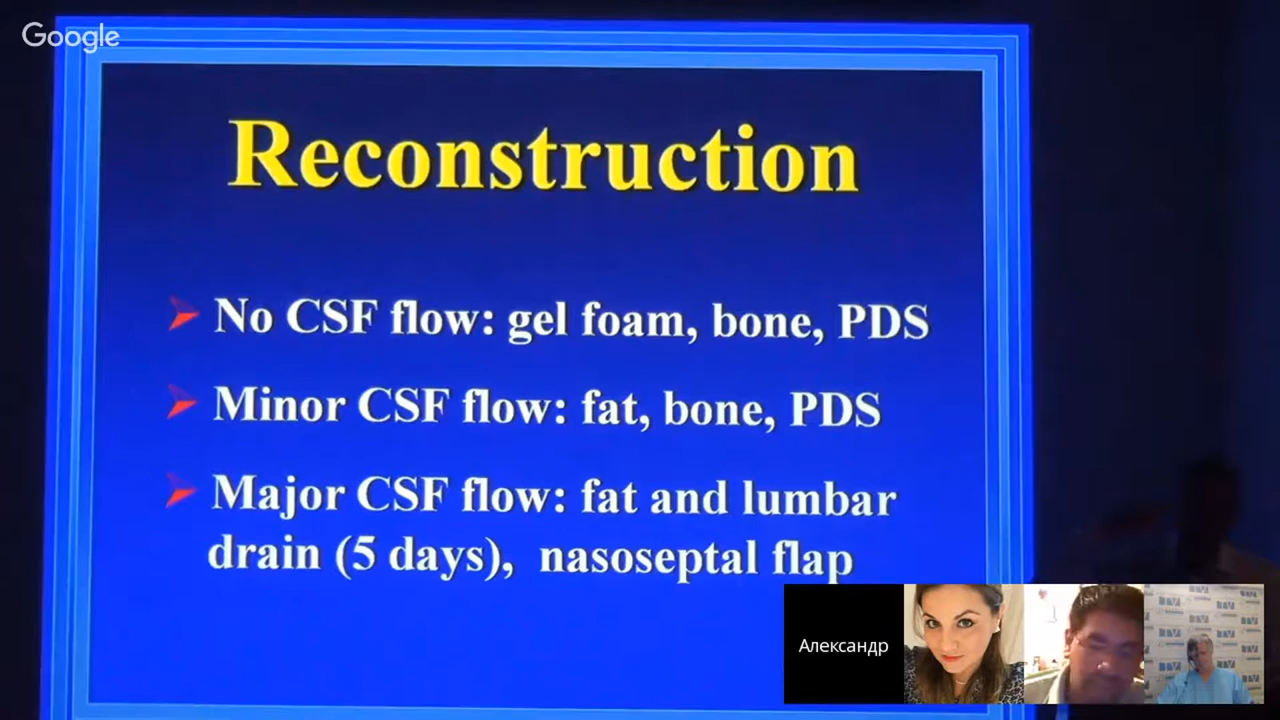 Google
Reconstruction
No CSF flow: gel foam, bone, PDS
Minor CSF flow: fat, bone, PDS
Major CSF flow: fat and lumbar
drain (5 days), nasoseptal flap
Александр